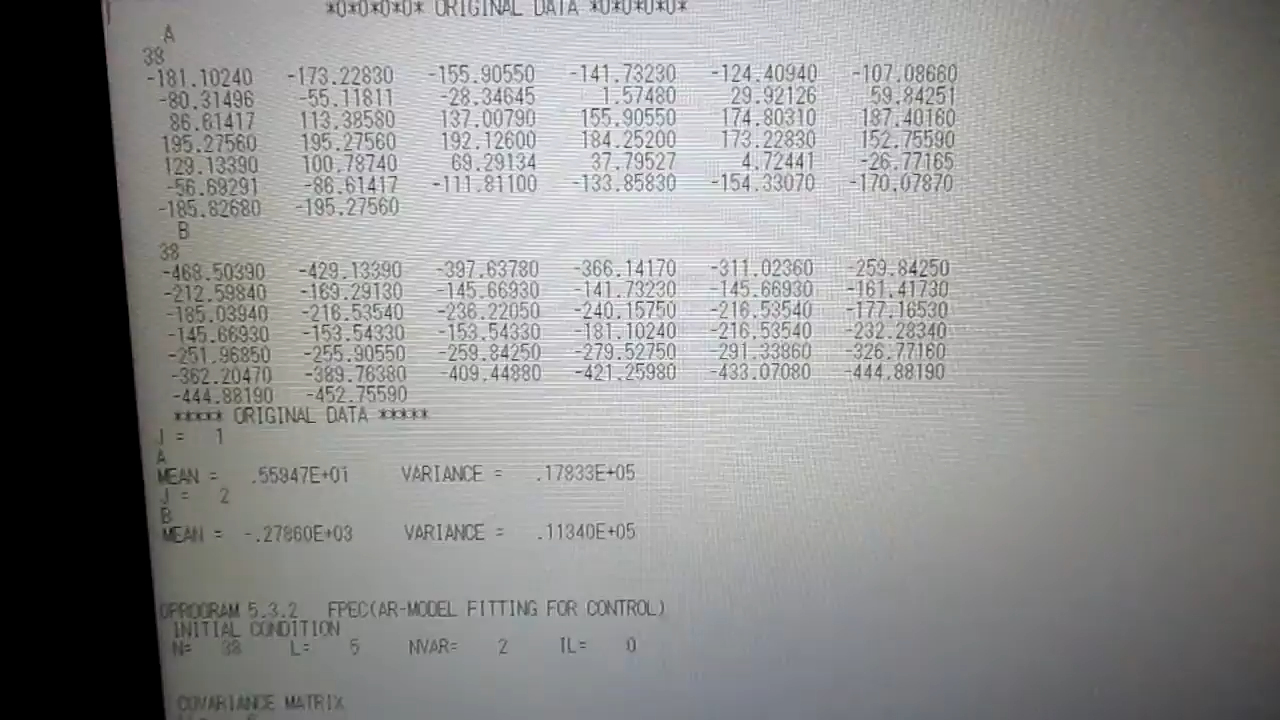 *O*O*O*O* ORIGINAL DATA *O*O*O*O*
A
38
-181.10240 -173.22830 -155.90550 -141.73230 -124.40940 -107.08680
-80.31496 -55.11811 -28.34645 1.57480 29.92126 59.84251
86.61417 113.38580 137.00790 155.90550 174.80310 187.40160
195.27560 195.27560 192.12600 184.25200 173.22830 152.75590
129.13390 100.78740 69.29134 37.79527 4.72441 -26.77165
-56.69291 -86.61417 -111.81100 -133.85830 -154.33070 -170.07870
-185.82680 -195.27560
B
38
-468.50390 -429.13390 -397.63780 -366.14170 -311.02360 -259.84250
-212.59840 -169.29130 -145.66930 -141.73230 -145.66930 -161.41730
-185.03940 -216.53540 -236.22050 -240.15750 -216.53540 -177.16530
-145.66930 -153.54330 -153.54330 -181.10240 -216.53540 -232.28340
-251.96850 -255.90550 -259.84250 -279.52750 -291.33860 -326.77160
-362.20470 -389.76380 -409.44880 -421.25980 -433.07080 -444.88190
-444.88190 -452.75590
***** ORIGINAL DATA *****
J = 1
A
MEAN = .55947E+01 VARIANCE = .17833E+05
J = 2
B
MEAN = -.27860E+03 VARIANCE = .11340E+05
0PROGRAM 5.3.2 FPEC(AR-MODEL FITTING FOR CONTROL)
INITIAL CONDITION
N= 38 L= 5 NVAR= 2 IL= 0
COVARIANCE MATRIX